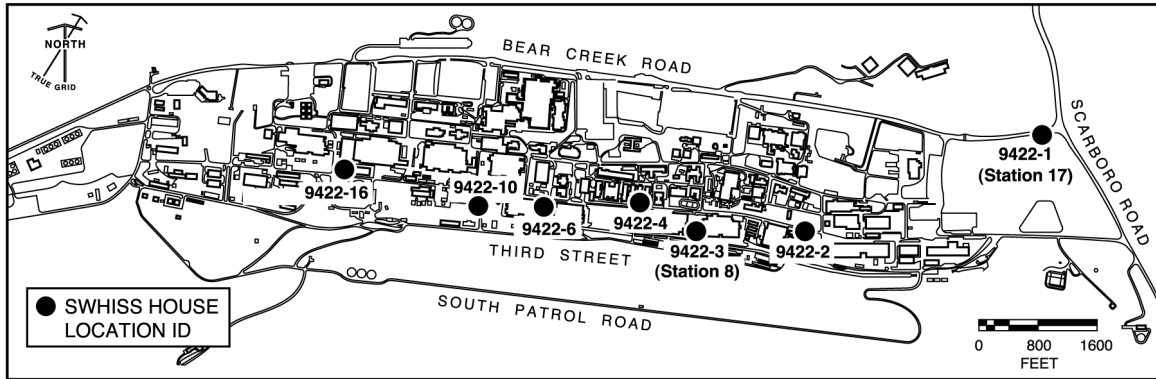 NORTH
TRUE GRID
BEAR CREEK ROAD
SCARBORO ROAD
9422-1
(Station 17)
9422-16
9422-10
9422-6
9422-4
9422-3
(Station 8)
9422-2
THIRD STREET
SOUTH PATROL ROAD
SWHISS HOUSE
LOCATION ID
0 800 1600
FEET